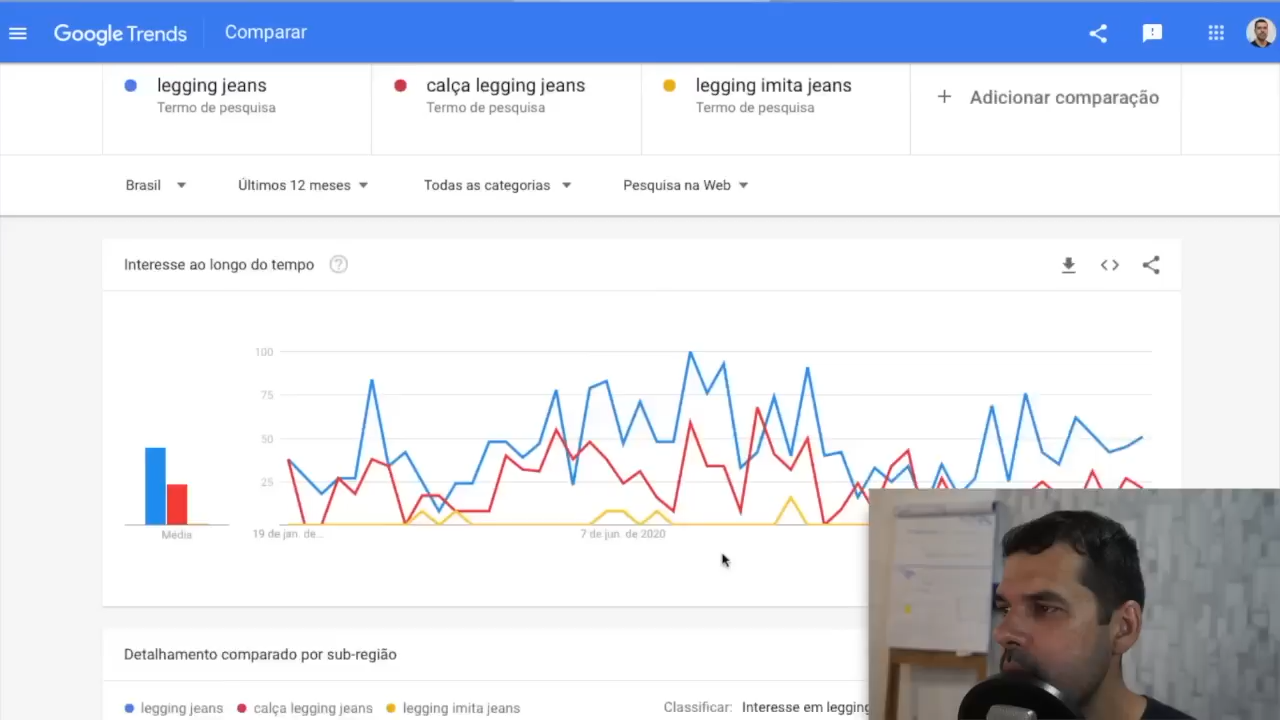 Google Trends Comparar
legging jeans calça legging jeans legging imita jeans
Termo de pesquisa Termo de pesquisa Termo de pesquisa
+ Adicionar comparação
Brasil Últimos 12 meses Todas as categorias Pesquisa na Web
Interesse ao longo do tempo ?
100
75
50
25
Média
19 de jan. de... 7 de jun. de 2020
Detalhamento comparado por sub-região
legging jeans calça legging jeans legging imita jeans Classificar: Interesse em legging